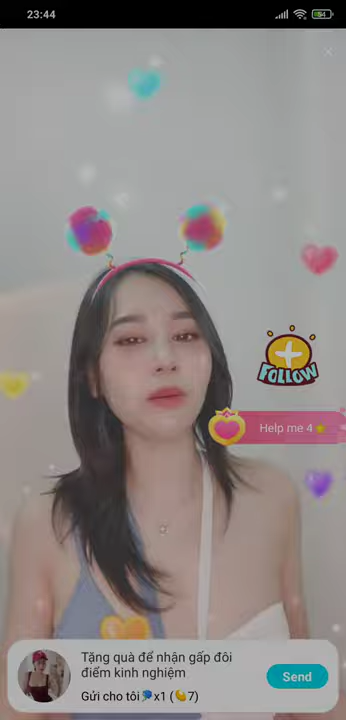 23:44
54
FOLLOW
Help me 4
Tặng quà để nhận gấp đôi
điểm kinh nghiệm
Gửi cho tôi x1 (7)
Send